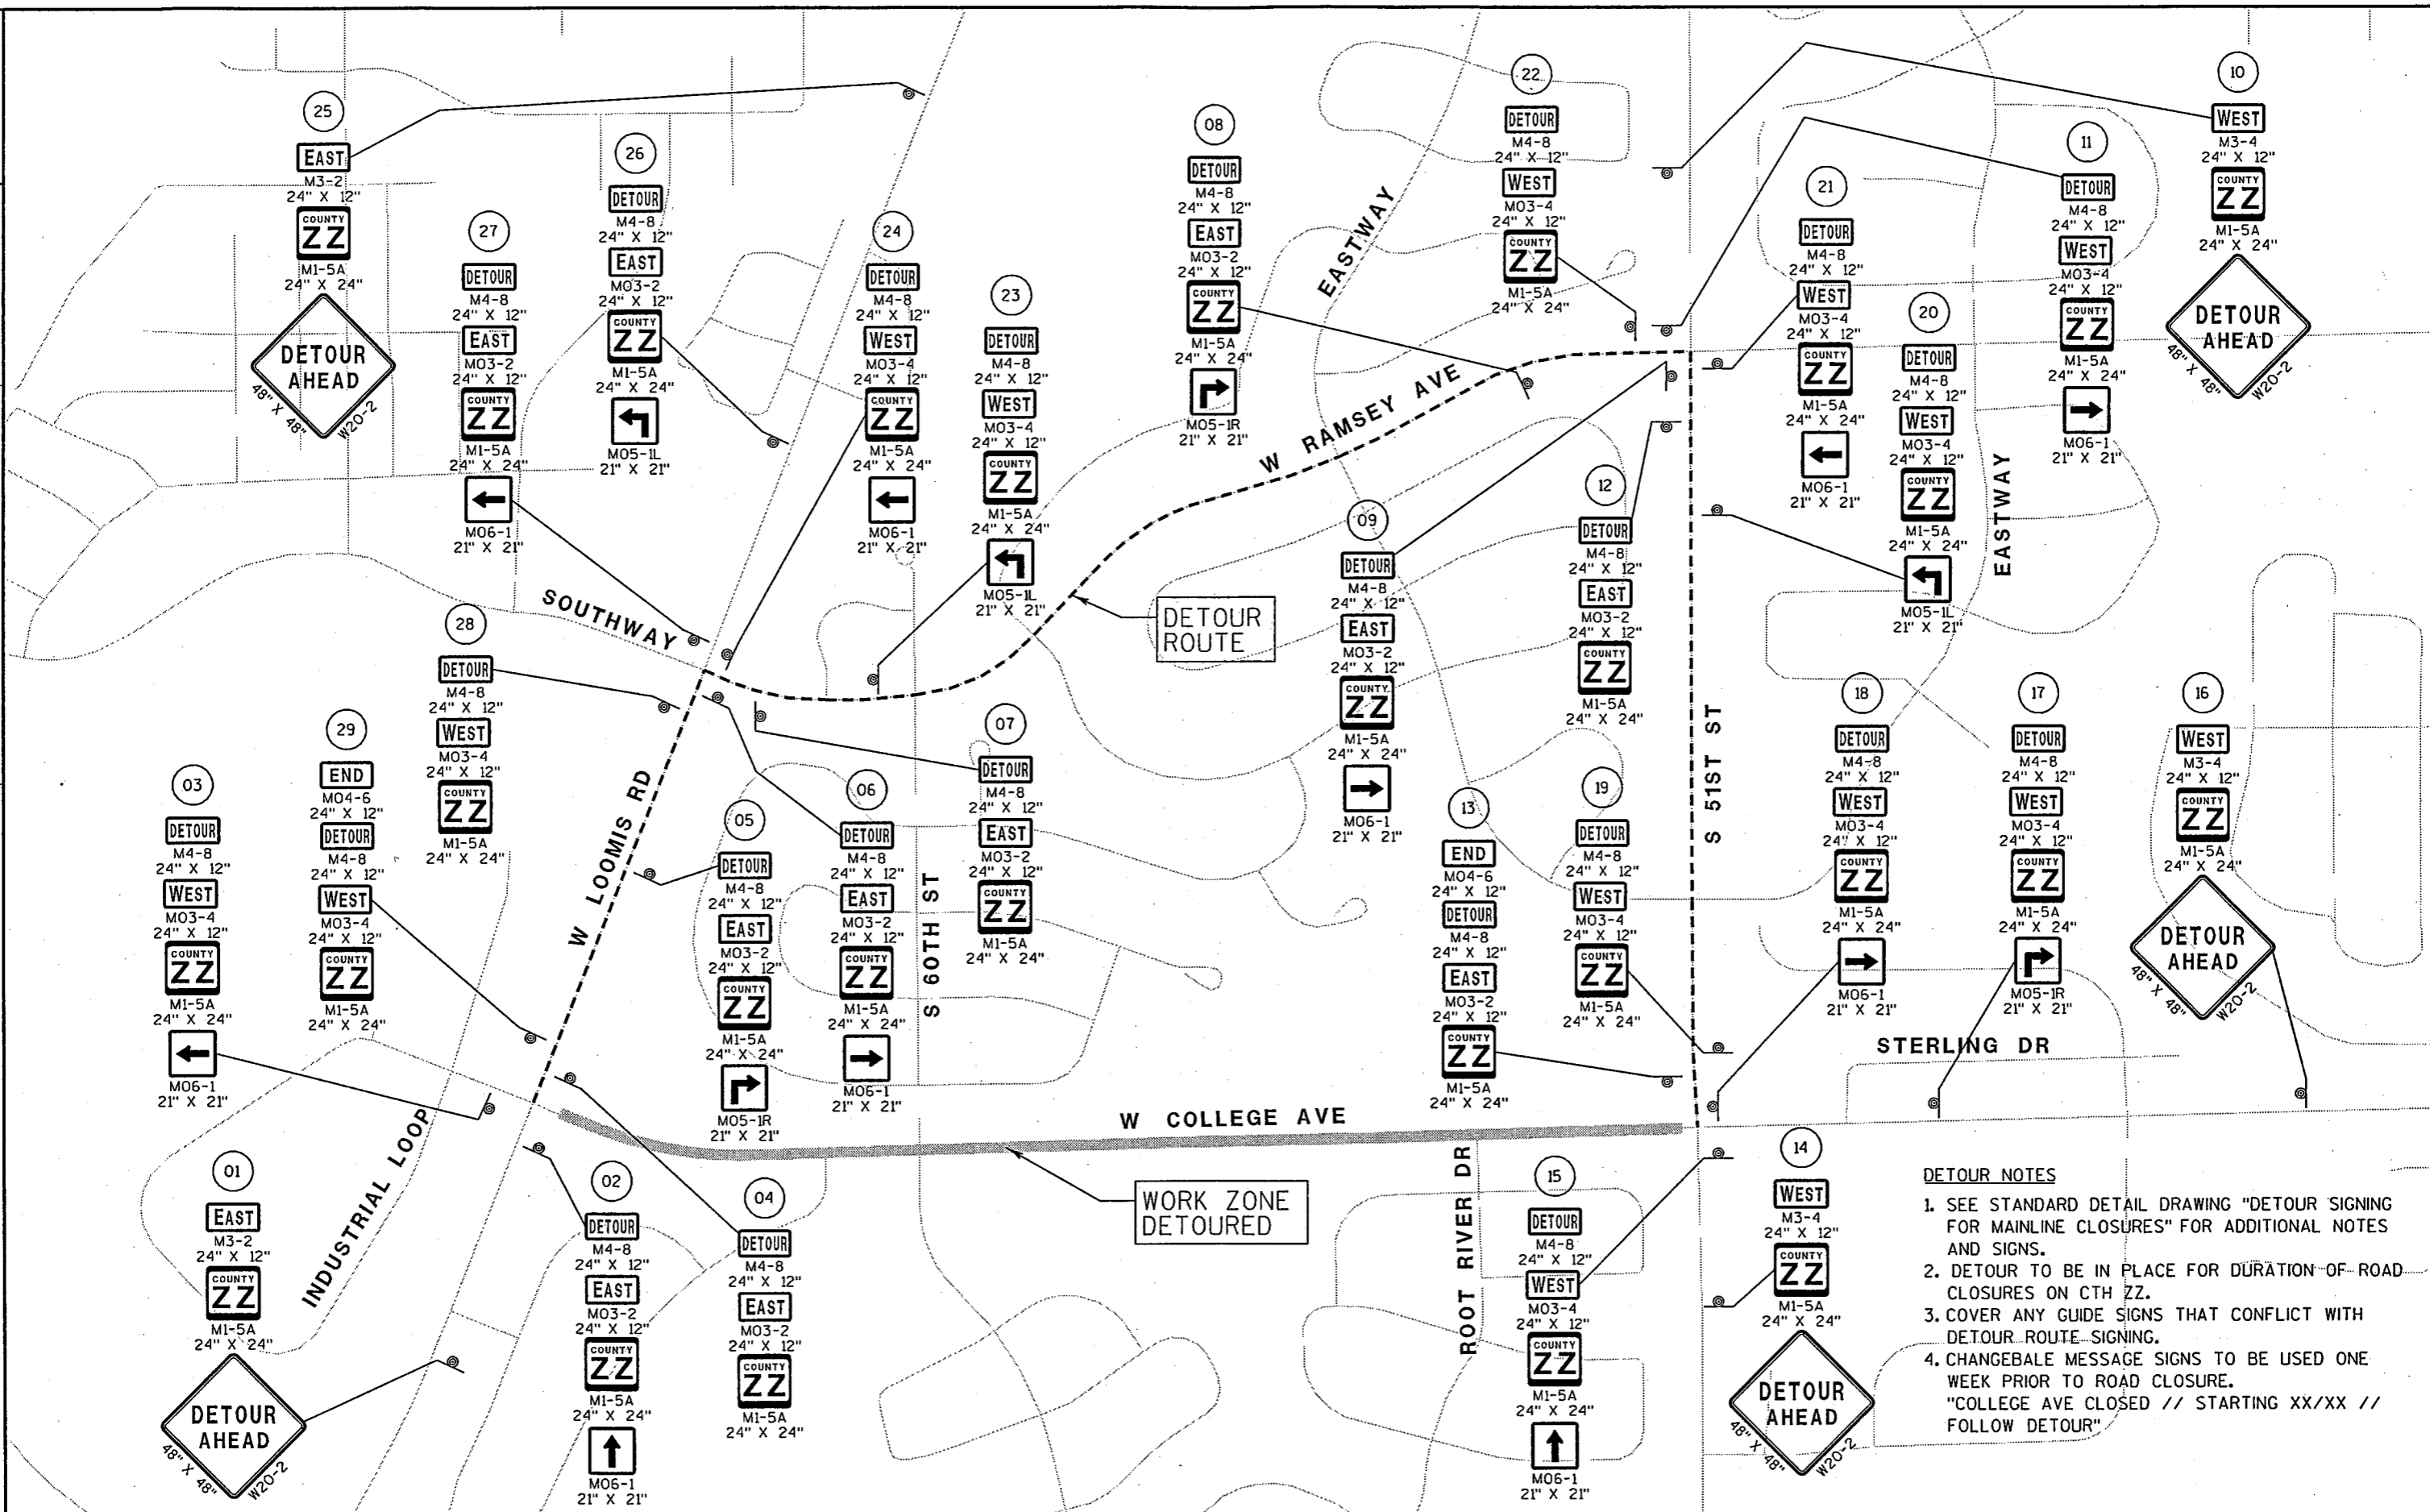 25
EAST
M3-2
24" X 12"
COUNTY
ZZ
M1-5A
24" X 24"
DETOUR
AHEAD
48" X 48"
W20-2
26
DETOUR
M4-8
24" X 12"
EAST
M03-2
24" X 12"
COUNTY
ZZ
M1-5A
24" X 24"
M05-1L
21" X 21"
27
DETOUR
M4-8
24" X 12"
EAST
M03-2
24" X 12"
COUNTY
ZZ
M1-5A
24" X 24"
M06-1
21" X 21"
24
DETOUR
M4-8
24" X 12"
WEST
M03-4
24" X 12"
COUNTY
ZZ
M1-5A
24" X 24"
M06-1
21" X 21"
23
DETOUR
M4-8
24" X 12"
WEST
M03-4
24" X 12"
COUNTY
ZZ
M1-5A
24" X 24"
M05-1L
21" X 21"
08
DETOUR
M4-8
24" X 12"
EAST
M03-2
24" X 12"
COUNTY
ZZ
M1-5A
24" X 24"
M05-1R
21" X 21"
22
DETOUR
M4-8
24" X 12"
WEST
M03-4
24" X 12"
COUNTY
ZZ
M1-5A
24" X 24"
21
DETOUR
M4-8
24" X 12"
WEST
M03-4
24" X 12"
COUNTY
ZZ
M1-5A
24" X 24"
M06-1
21" X 21"
20
DETOUR
M4-8
24" X 12"
WEST
M03-4
24" X 12"
COUNTY
ZZ
M1-5A
24" X 24"
M05-1L
21" X 21"
11
DETOUR
M4-8
24" X 12"
WEST
M03-4
24" X 12"
COUNTY
ZZ
M1-5A
24" X 24"
M06-1
21" X 21"
10
WEST
M3-4
24" X 12"
COUNTY
ZZ
M1-5A
24" X 24"
DETOUR
AHEAD
48" X 48"
W20-2
EASTWAY
W RAMSEY AVE
EASTWAY
SOUTHWAY
DETOUR
ROUTE
09
DETOUR
M4-8
24" X 12"
EAST
M03-2
24" X 12"
COUNTY
ZZ
M1-5A
24" X 24"
M06-1
21" X 21"
12
DETOUR
M4-8
24" X 12"
EAST
M03-2
24" X 12"
COUNTY
ZZ
M1-5A
24" X 24"
28
DETOUR
M4-8
24" X 12"
WEST
M03-4
24" X 12"
COUNTY
ZZ
M1-5A
24" X 24"
29
END
M04-6
24" X 12"
DETOUR
M4-8
24" X 12"
WEST
M03-4
24" X 12"
COUNTY
ZZ
M1-5A
24" X 24"
03
DETOUR
M4-8
24" X 12"
WEST
M03-4
24" X 12"
COUNTY
ZZ
M1-5A
24" X 24"
M06-1
21" X 21"
W LOOMIS RD
05
DETOUR
M4-8
24" X 12"
EAST
M03-2
24" X 12"
COUNTY
ZZ
M1-5A
24" X 24"
M05-1R
21" X 21"
06
DETOUR
M4-8
24" X 12"
EAST
M03-2
24" X 12"
COUNTY
ZZ
M1-5A
24" X 24"
M06-1
21" X 21"
S 60TH ST
07
DETOUR
M4-8
24" X 12"
EAST
M03-2
24" X 12"
COUNTY
ZZ
M1-5A
24" X 24"
13
END
M04-6
24" X 12"
DETOUR
M4-8
24" X 12"
EAST
M03-2
24" X 12"
COUNTY
ZZ
M1-5A
24" X 24"
19
DETOUR
M4-8
24" X 12"
WEST
M03-4
24" X 12"
COUNTY
ZZ
M1-5A
24" X 24"
S 51ST ST
18
DETOUR
M4-8
24" X 12"
WEST
M03-4
24" X 12"
COUNTY
ZZ
M1-5A
24" X 24"
M06-1
21" X 21"
17
DETOUR
M4-8
24" X 12"
WEST
M03-4
24" X 12"
COUNTY
ZZ
M1-5A
24" X 24"
M05-1R
21" X 21"
16
WEST
M3-4
24" X 12"
COUNTY
ZZ
M1-5A
24" X 24"
DETOUR
AHEAD
48" X 48"
W20-2
STERLING DR
W COLLEGE AVE
INDUSTRIAL LOOP
01
EAST
M3-2
24" X 12"
COUNTY
ZZ
M1-5A
24" X 24"
DETOUR
AHEAD
48" X 48"
W20-2
02
DETOUR
M4-8
24" X 12"
EAST
M03-2
24" X 12"
COUNTY
ZZ
M1-5A
24" X 24"
M06-1
21" X 21"
04
DETOUR
M4-8
24" X 12"
EAST
M03-2
24" X 12"
COUNTY
ZZ
M1-5A
24" X 24"
WORK ZONE
DETOURED
ROOT RIVER DR
15
DETOUR
M4-8
24" X 12"
WEST
M03-4
24" X 12"
COUNTY
ZZ
M1-5A
24" X 24"
M06-1
21" X 21"
14
WEST
M3-4
24" X 12"
COUNTY
ZZ
M1-5A
24" X 24"
DETOUR
AHEAD
48" X 48"
W20-2
DETOUR NOTES
1. SEE STANDARD DETAIL DRAWING "DETOUR SIGNING
FOR MAINLINE CLOSURES" FOR ADDITIONAL NOTES
AND SIGNS.
2. DETOUR TO BE IN PLACE FOR DURATION OF ROAD
CLOSURES ON CTH ZZ.
3. COVER ANY GUIDE SIGNS THAT CONFLICT WITH
DETOUR ROUTE SIGNING.
4. CHANGEBALE MESSAGE SIGNS TO BE USED ONE
WEEK PRIOR TO ROAD CLOSURE.
"COLLEGE AVE CLOSED // STARTING XX/XX //
FOLLOW DETOUR"